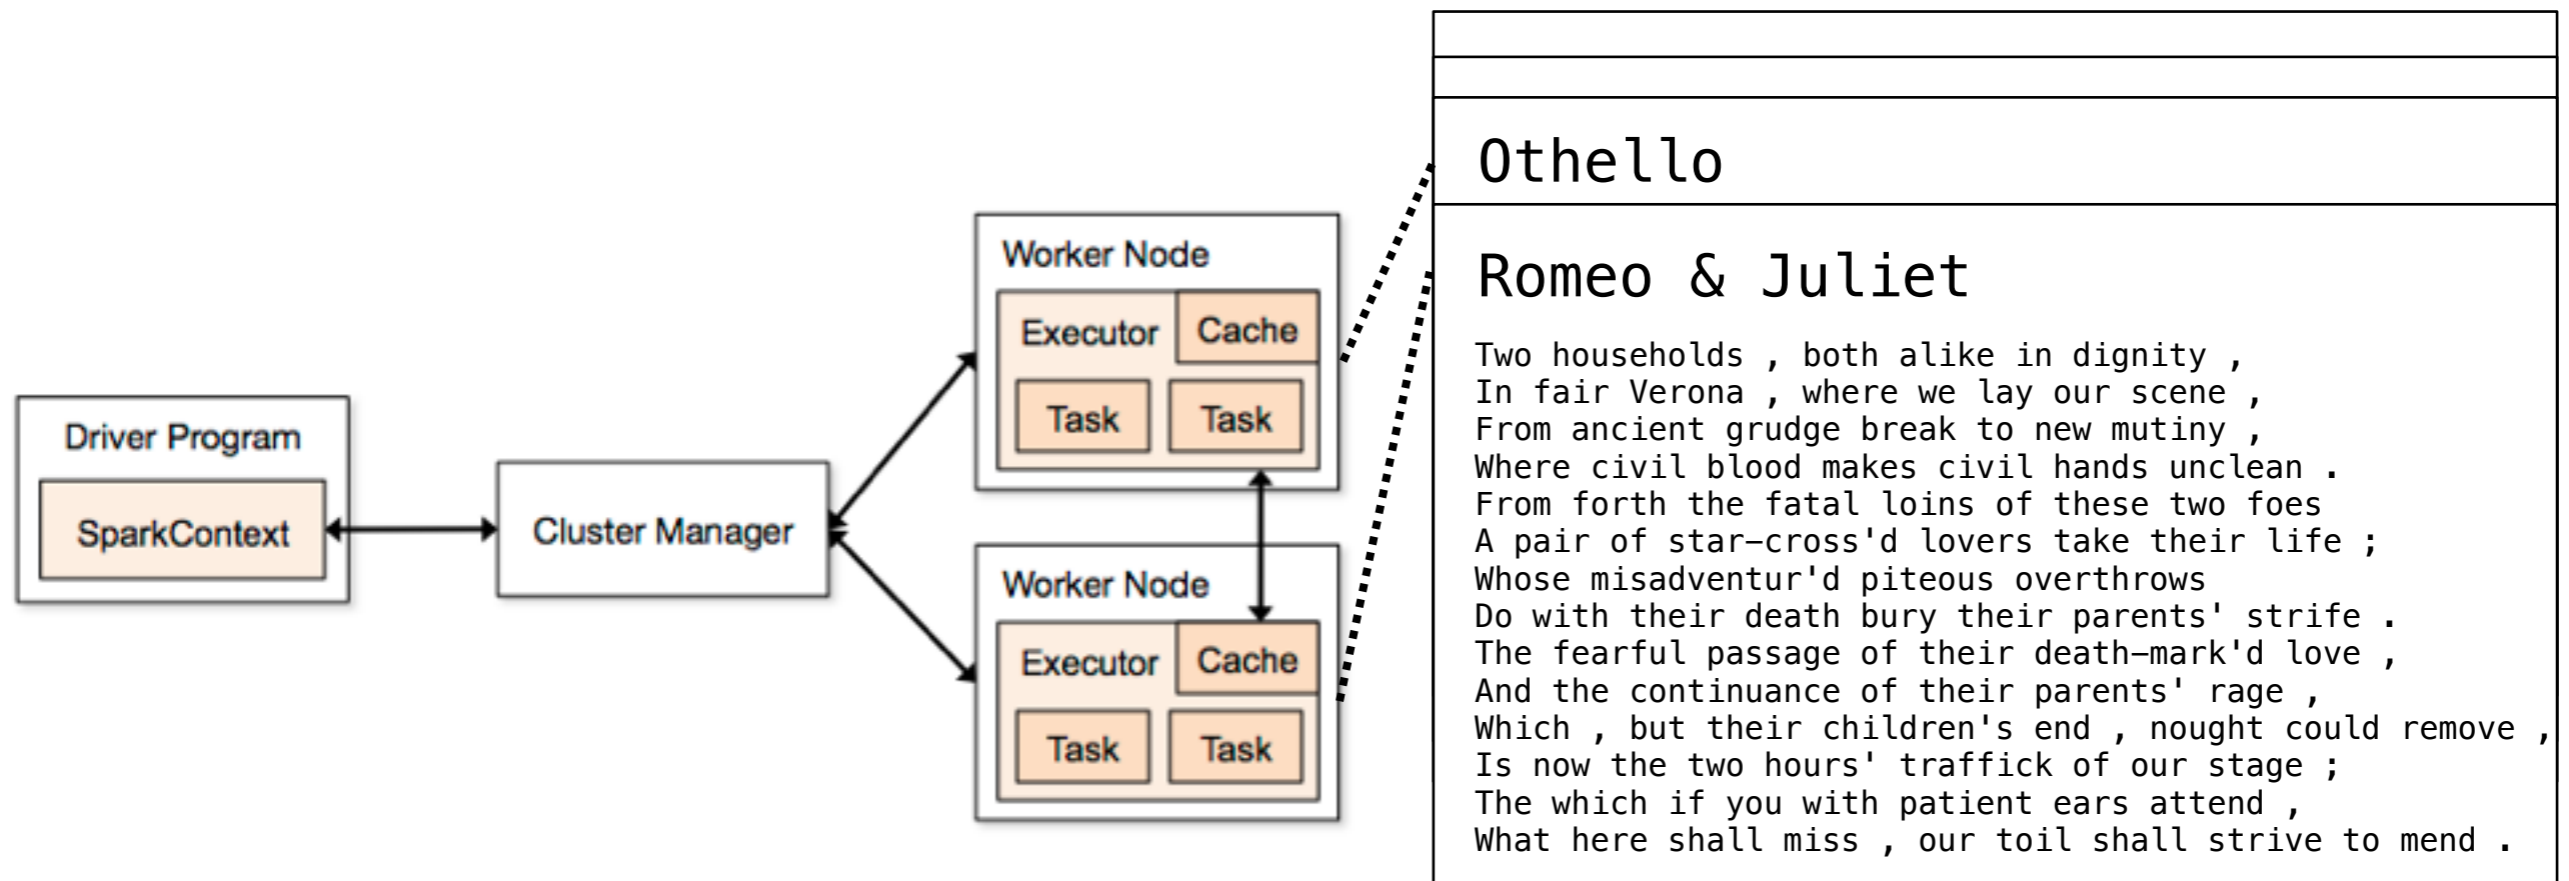 Driver Program
SparkContext
Cluster Manager
Worker Node
Executor
Cache
Task
Task
Worker Node
Executor
Cache
Task
Task
Othello
Romeo & Juliet
Two households , both alike in dignity ,
In fair Verona , where we lay our scene ,
From ancient grudge break to new mutiny ,
Where civil blood makes civil hands unclean .
From forth the fatal loins of these two foes
A pair of star-cross'd lovers take their life ;
Whose misadventur'd piteous overthrows
Do with their death bury their parents' strife .
The fearful passage of their death-mark'd love ,
And the continuance of their parents' rage ,
Which , but their children's end , nought could remove ,
Is now the two hours' traffick of our stage ;
The which if you with patient ears attend ,
What here shall miss , our toil shall strive to mend .